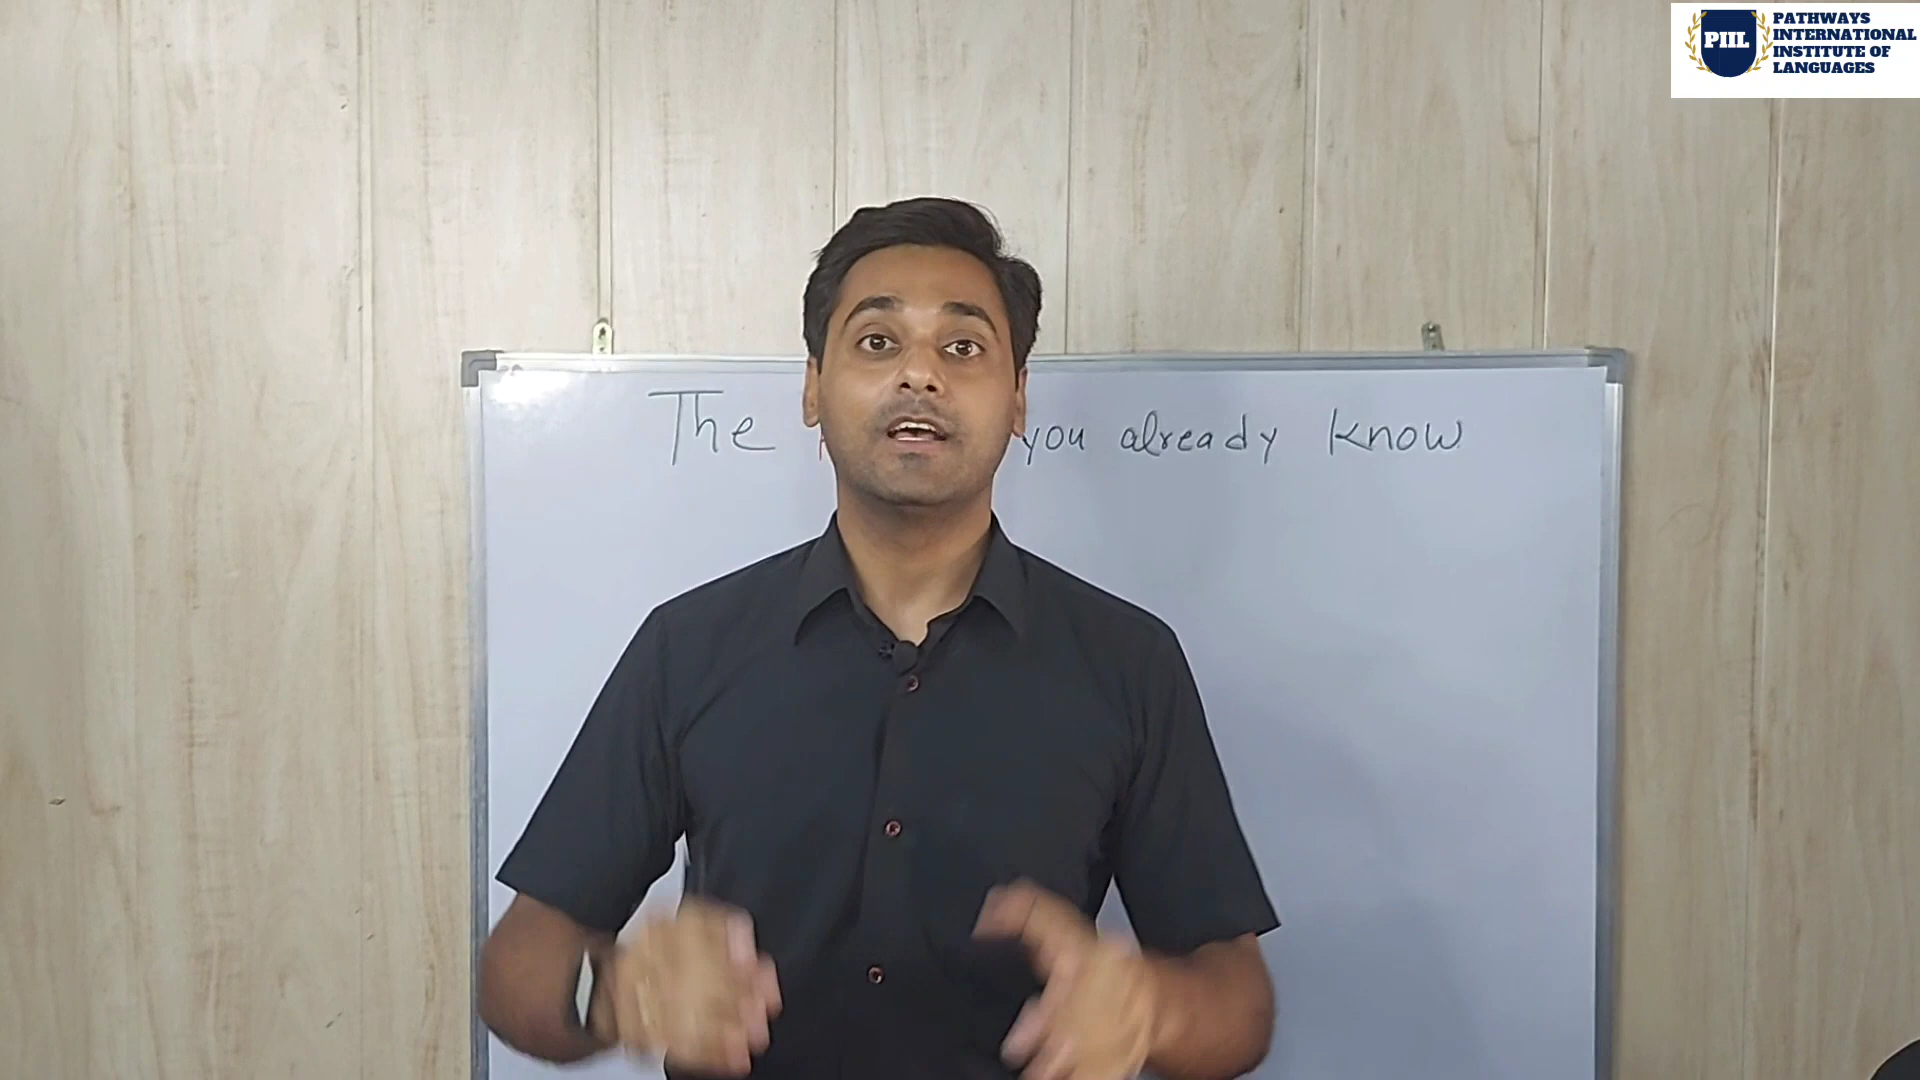 PIIL
PATHWAYS
INTERNATIONAL
INSTITUTE OF
LANGUAGES
The you already know